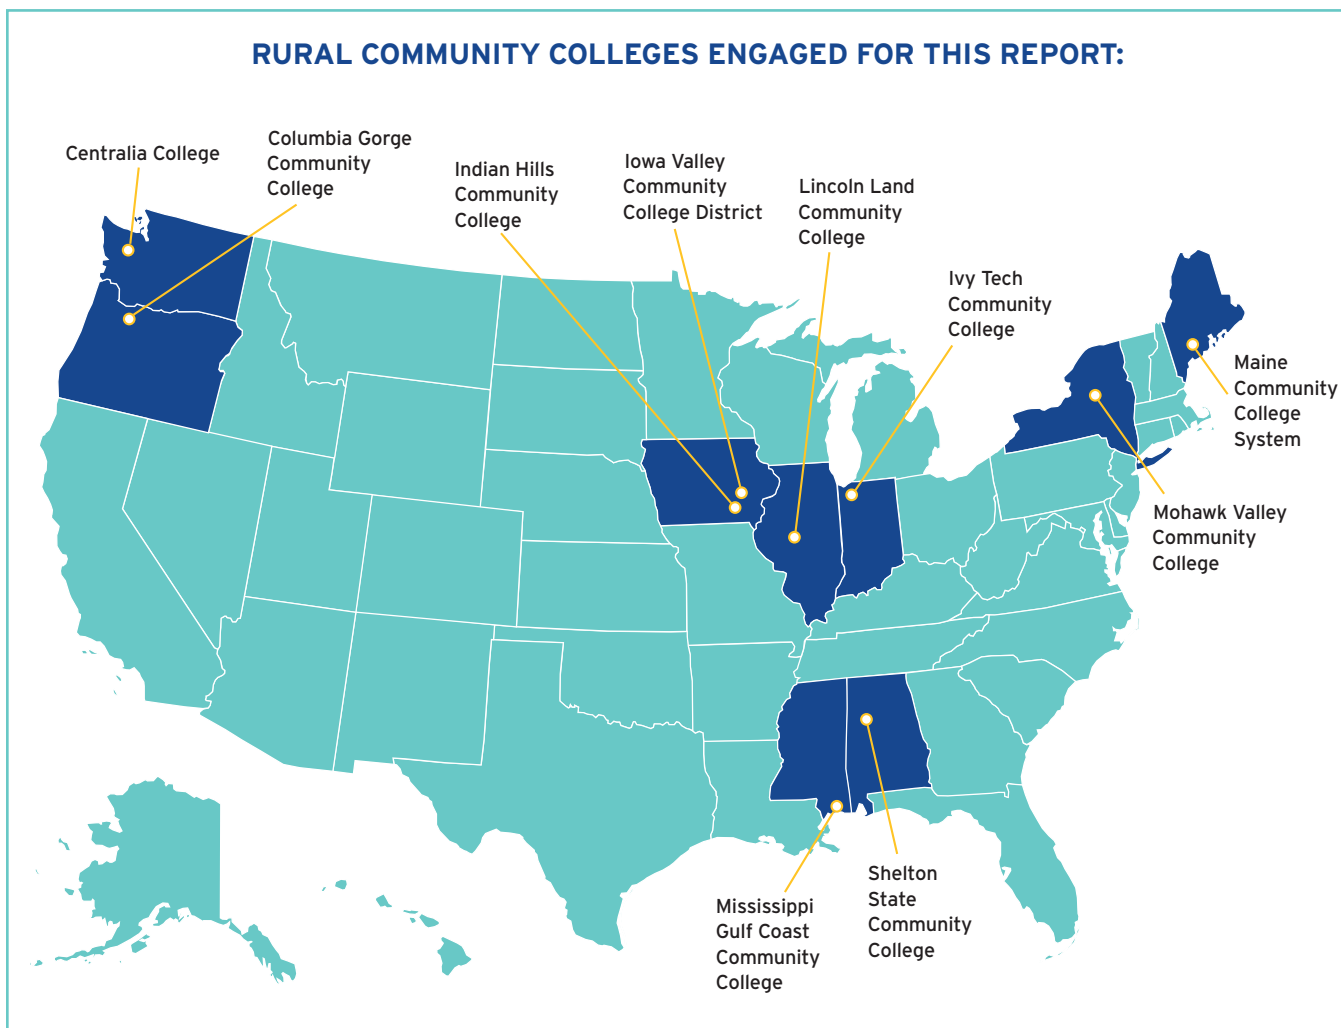 RURAL COMMUNITY COLLEGES ENGAGED FOR THIS REPORT:
Centralia College
Columbia Gorge
Community
College
Indian Hills
Community
College
Iowa Valley
Community
College District
Lincoln Land
Community
College
Ivy Tech
Community
College
Maine
Community
College
System
Mohawk Valley
Community
College
Shelton
State
Community
College
Mississippi
Gulf Coast
Community
College